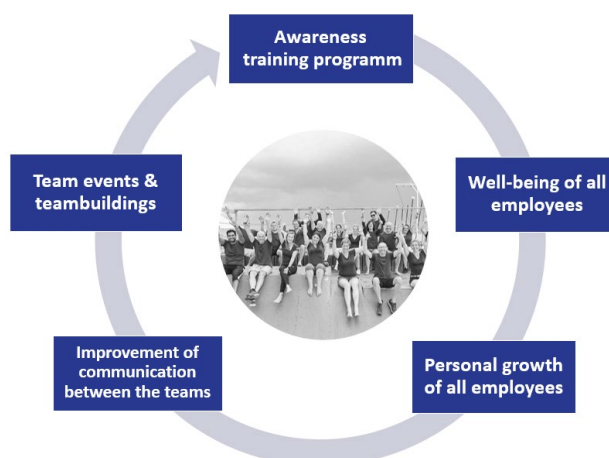 Awareness
training programm
Well-being of all
employees
Personal growth
of all employees
Improvement of
communication
between the teams
Team events &
teambuildings